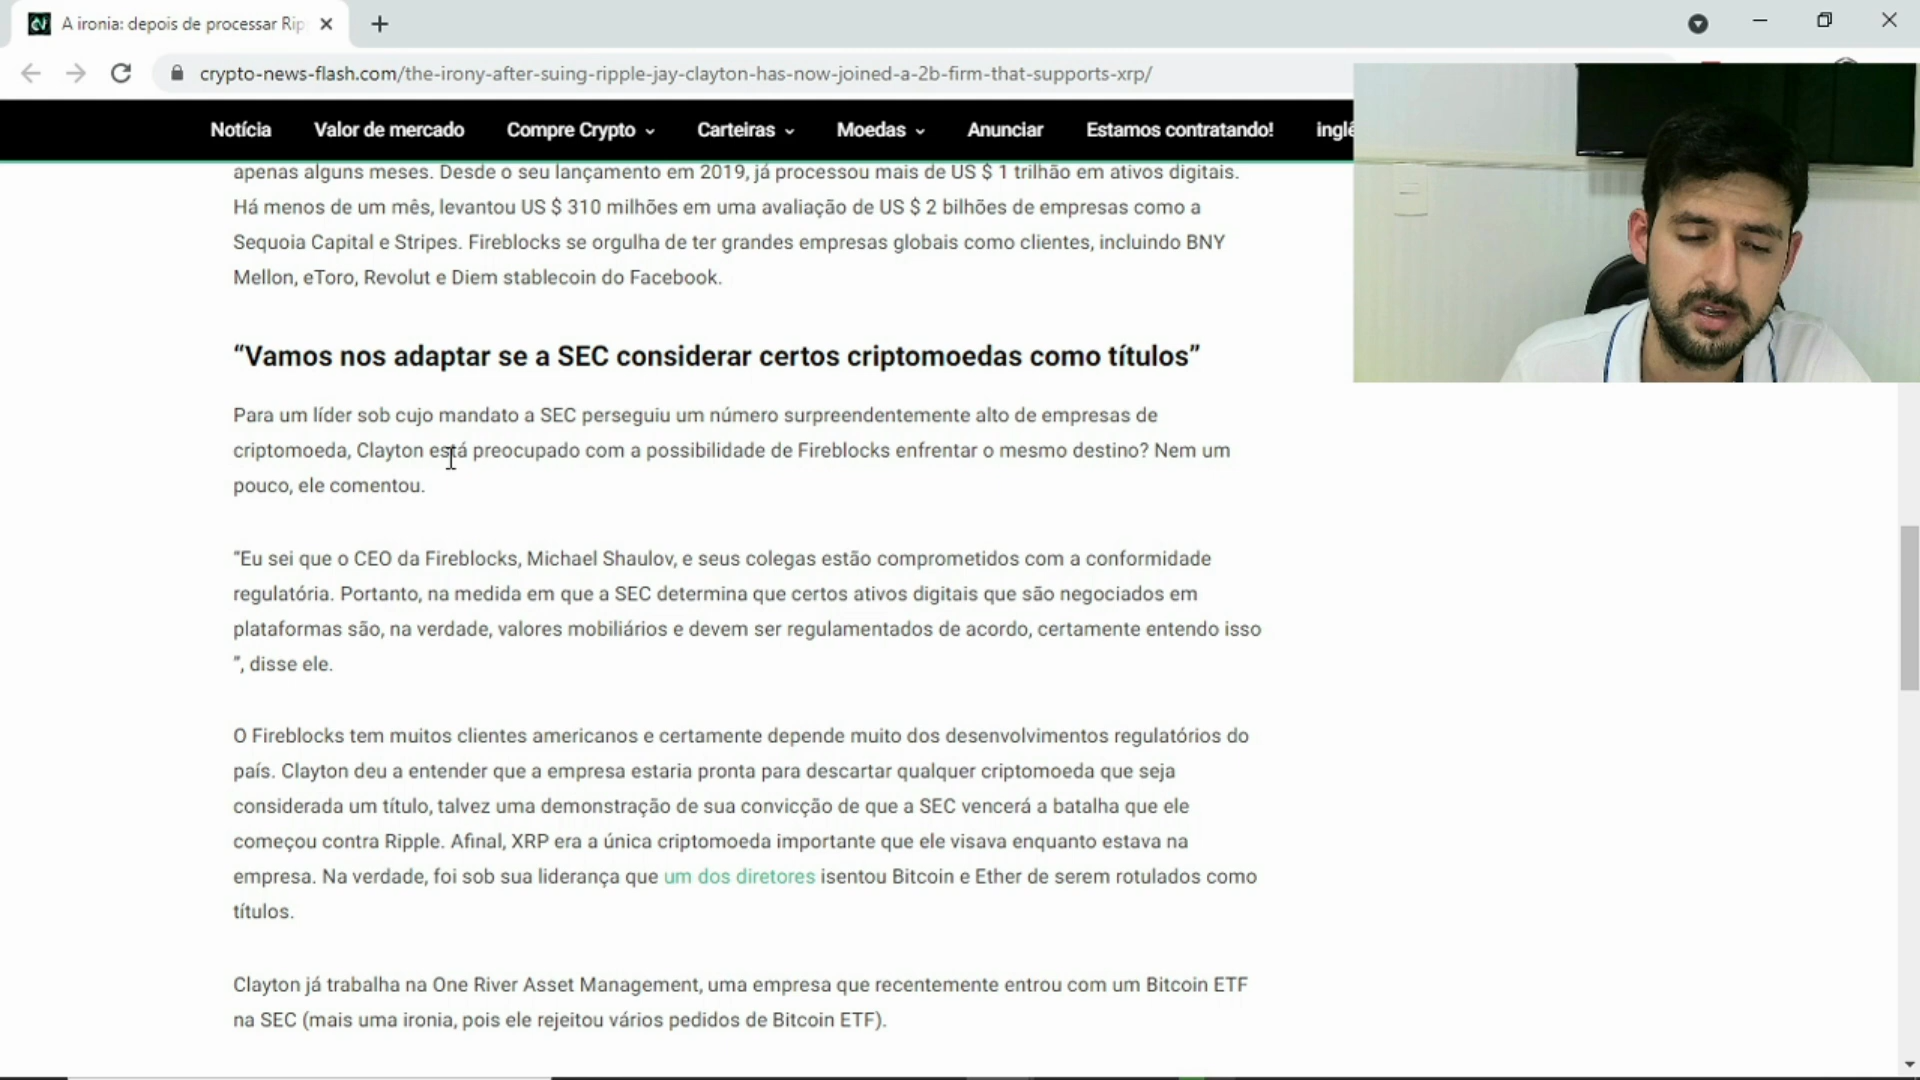 A ironia: depois de processar Rip
crypto-news-flash.com/the-irony-after-suing-ripple-jay-clayton-has-now-joined-a-2b-firm-that-supports-xrp/
Notícia Valor de mercado Compre Crypto Carteiras Moedas Anunciar Estamos contratando! inglê
apenas alguns meses. Desde o seu lançamento em 2019, já processou mais de US $ 1 trilhão em ativos digitais.
Há menos de um mês, levantou US $ 310 milhões em uma avaliação de US $ 2 bilhões de empresas como a
Sequoia Capital e Stripes. Fireblocks se orgulha de ter grandes empresas globais como clientes, incluindo BNY
Mellon, eToro, Revolut e Diem stablecoin do Facebook.
“Vamos nos adaptar se a SEC considerar certos criptomoedas como títulos”
Para um líder sob cujo mandato a SEC perseguiu um número surpreendentemente alto de empresas de
criptomoeda, Clayton está preocupado com a possibilidade de Fireblocks enfrentar o mesmo destino? Nem um
pouco, ele comentou.
“Eu sei que o CEO da Fireblocks, Michael Shaulov, e seus colegas estão comprometidos com a conformidade
regulatória. Portanto, na medida em que a SEC determina que certos ativos digitais que são negociados em
plataformas são, na verdade, valores mobiliários e devem ser regulamentados de acordo, certamente entendo isso
”, disse ele.
O Fireblocks tem muitos clientes americanos e certamente depende muito dos desenvolvimentos regulatórios do
país. Clayton deu a entender que a empresa estaria pronta para descartar qualquer criptomoeda que seja
considerada um título, talvez uma demonstração de sua convicção de que a SEC vencerá a batalha que ele
começou contra Ripple. Afinal, XRP era a única criptomoeda importante que ele visava enquanto estava na
empresa. Na verdade, foi sob sua liderança que um dos diretores isentou Bitcoin e Ether de serem rotulados como
títulos.
Clayton já trabalha na One River Asset Management, uma empresa que recentemente entrou com um Bitcoin ETF
na SEC (mais uma ironia, pois ele rejeitou vários pedidos de Bitcoin ETF).